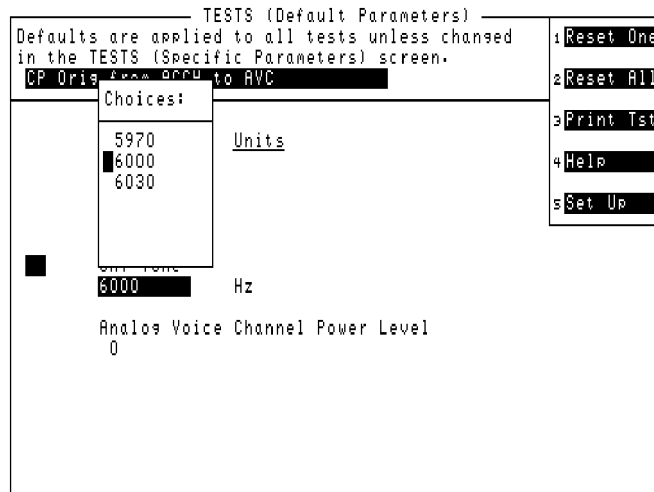 TESTS (Default Parameters)
Defaults are applied to all tests unless changed
in the TESTS (Specific Parameters) screen.
CP Orig from ACCH to AVC
Choices:
5970
6000
6030
Units
6000 Hz
Analog Voice Channel Power Level
0
1 Reset One
2 Reset All
3 Print Tst
4 Help
5 Set Up